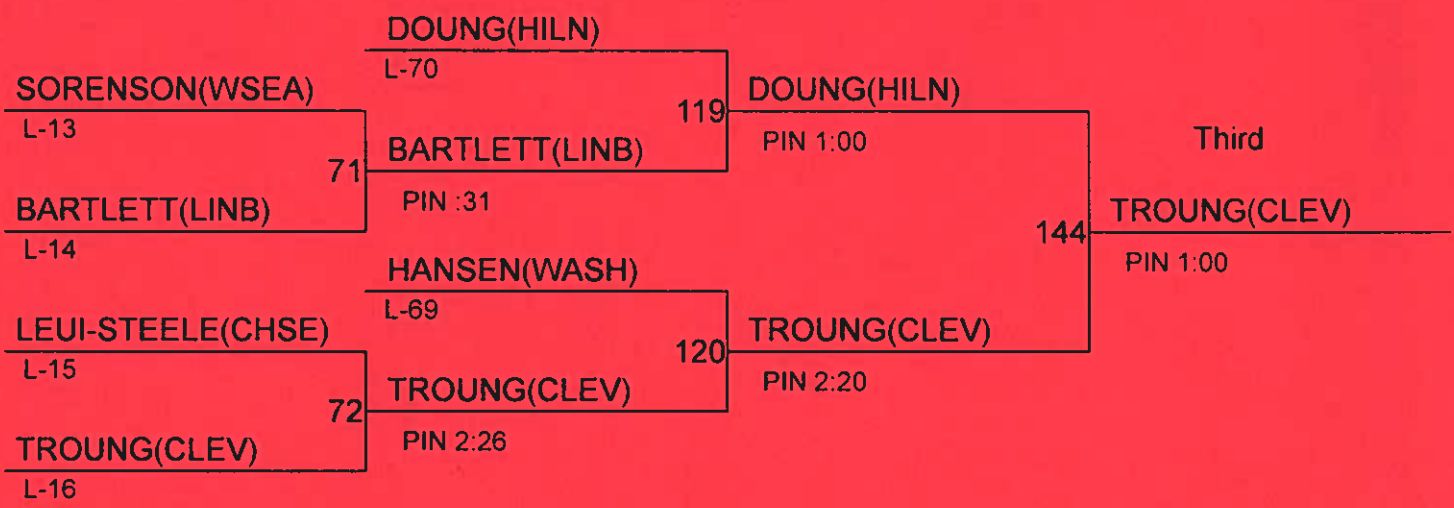 DOUNG(HILN)
L-70
SORENSON(WSEA)
L-13
119
DOUNG(HILN)
PIN 1:00
Third
71
BARTLETT(LINB)
PIN :31
BARTLETT(LINB)
L-14
144
TROUNG(CLEV)
PIN 1:00
HANSEN(WASH)
L-69
LEUI-STEELE(CHSE)
L-15
120
TROUNG(CLEV)
PIN 2:20
72
TROUNG(CLEV)
PIN 2:26
TROUNG(CLEV)
L-16